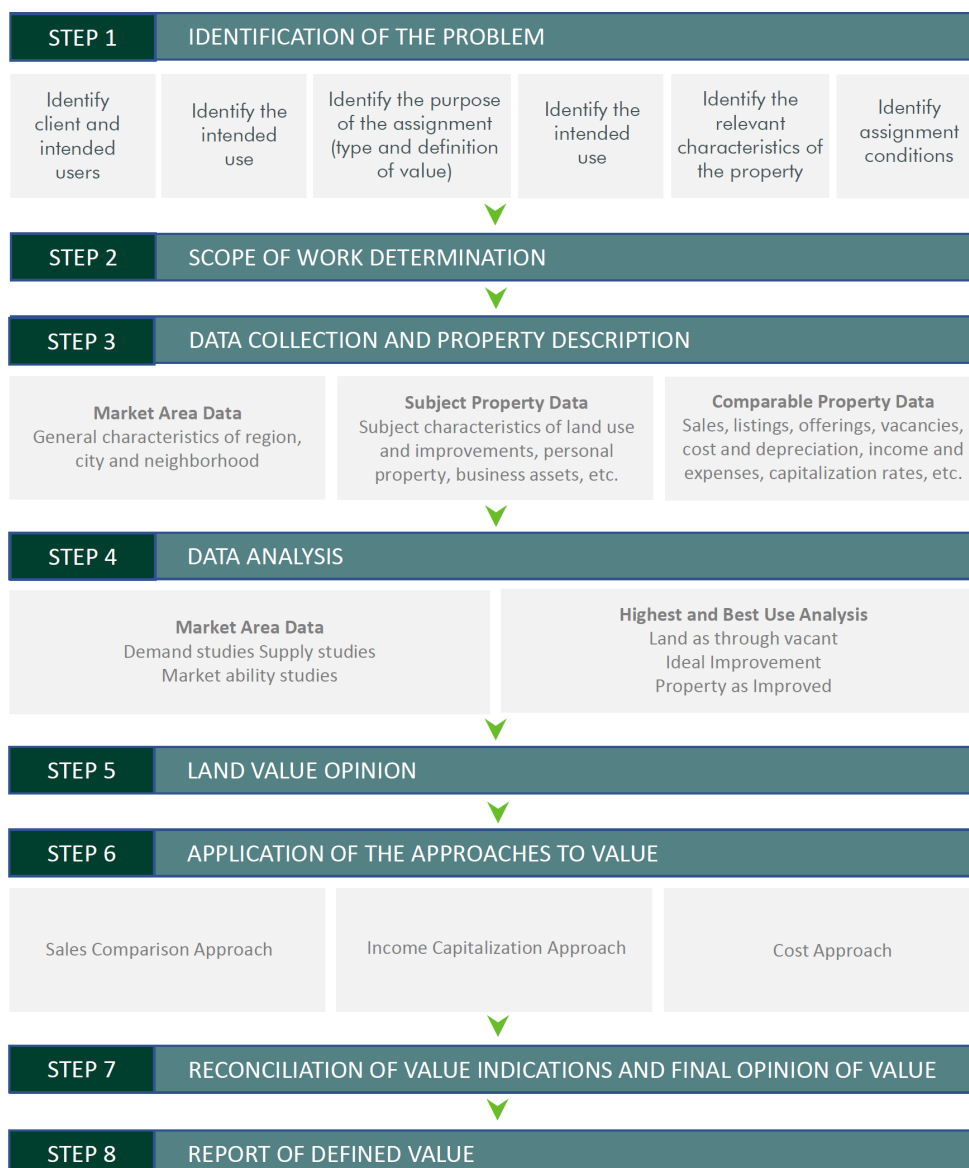 STEP 1
IDENTIFICATION OF THE PROBLEM
Identify
client and
intended
users
Identify the
intended
use
Identify the purpose
of the assignment
(type and definition
of value)
Identify the
intended
use
Identify the
relevant
characteristics of
the property
Identify
assignment
conditions
STEP 2
SCOPE OF WORK DETERMINATION
STEP 3
DATA COLLECTION AND PROPERTY DESCRIPTION
Market Area Data
General characteristics of region,
city and neighborhood
Subject Property Data
Subject characteristics of land use
and improvements, personal
property, business assets, etc.
Comparable Property Data
Sales, listings, offerings, vacancies,
cost and depreciation, income and
expenses, capitalization rates, etc.
STEP 4
DATA ANALYSIS
Market Area Data
Demand studies Supply studies
Market ability studies
Highest and Best Use Analysis
Land as through vacant
Ideal Improvement
Property as Improved
STEP 5
LAND VALUE OPINION
STEP 6
APPLICATION OF THE APPROACHES TO VALUE
Sales Comparison Approach
Income Capitalization Approach
Cost Approach
STEP 7
RECONCILIATION OF VALUE INDICATIONS AND FINAL OPINION OF VALUE
STEP 8
REPORT OF DEFINED VALUE